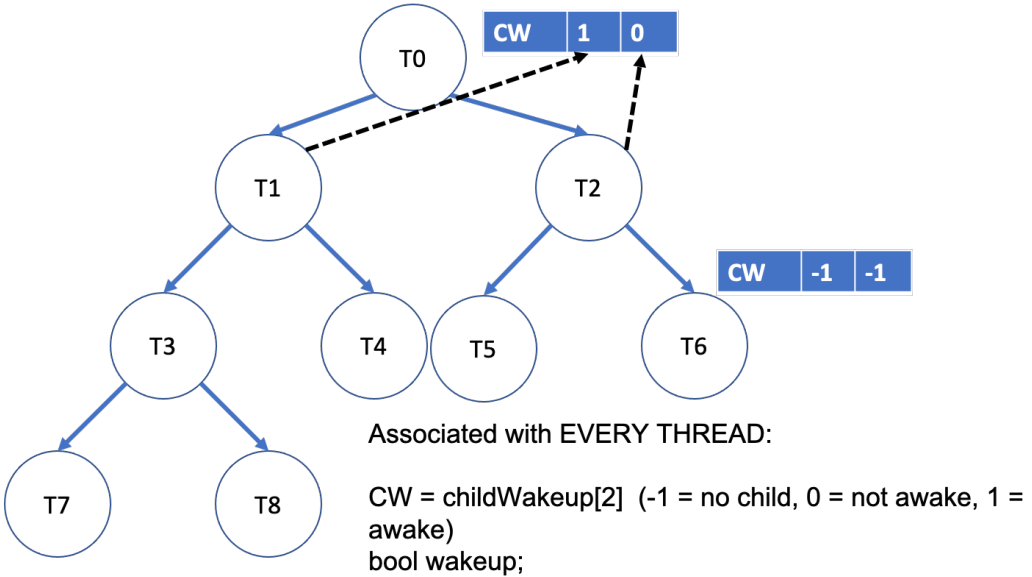 T0
CW 1 0
T1
T2
CW -1 -1
T3
T4
T5
T6
Associated with EVERY THREAD:
T7
T8
CW = childWakeup[2]  (-1 = no child, 0 = not awake, 1 =
awake)
bool wakeup;